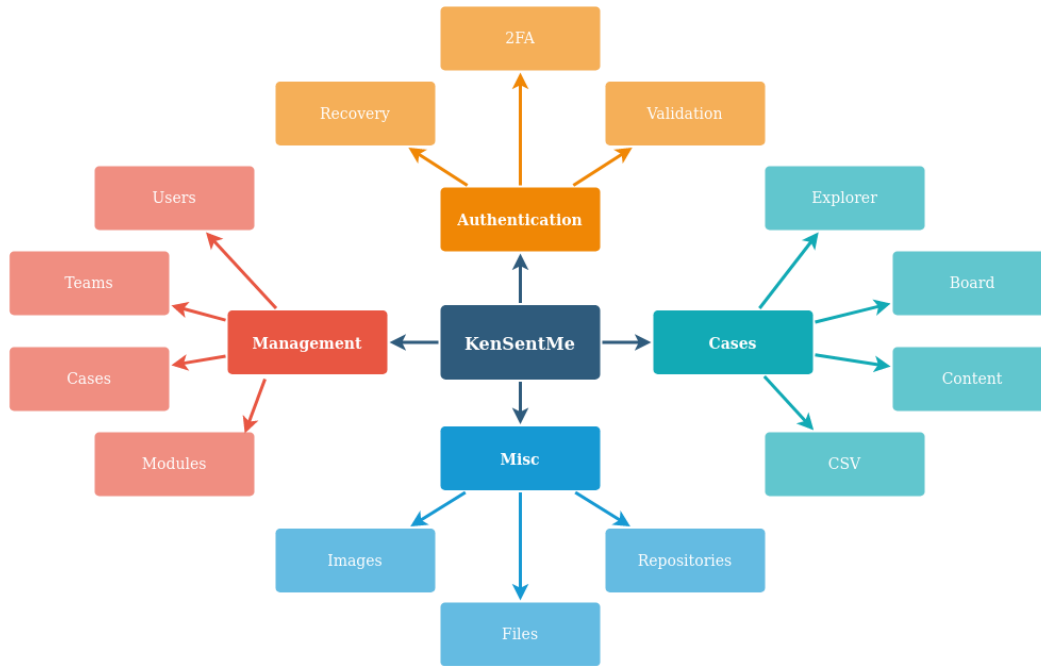 2FA
Recovery
Validation
Users
Explorer
Authentication
Teams
Board
Management
KenSentMe
Cases
Cases
Content
Modules
Misc
CSV
Images
Repositories
Files